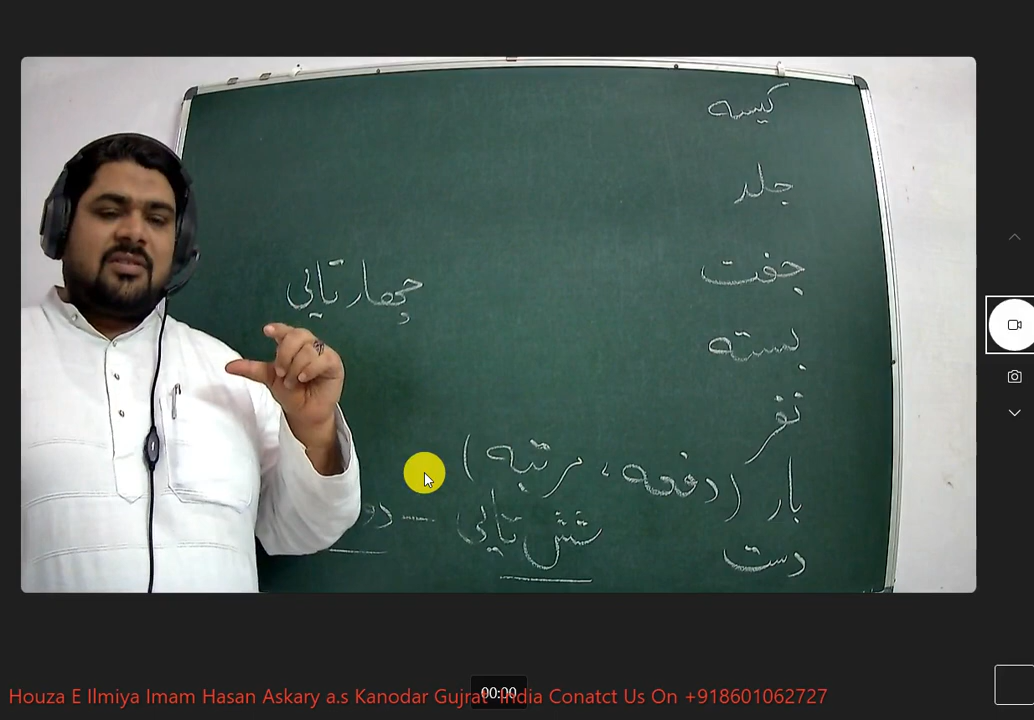 کیسه
جلد
جفت
بسته
نفر
بار (دفعه، مرتبه)
دست
چهارتایی
شش تایی - دو
00:00
Houza E Ilmiya Imam Hasan Askary a.s Kanodar Gujrat India Conatct Us On +918601062727